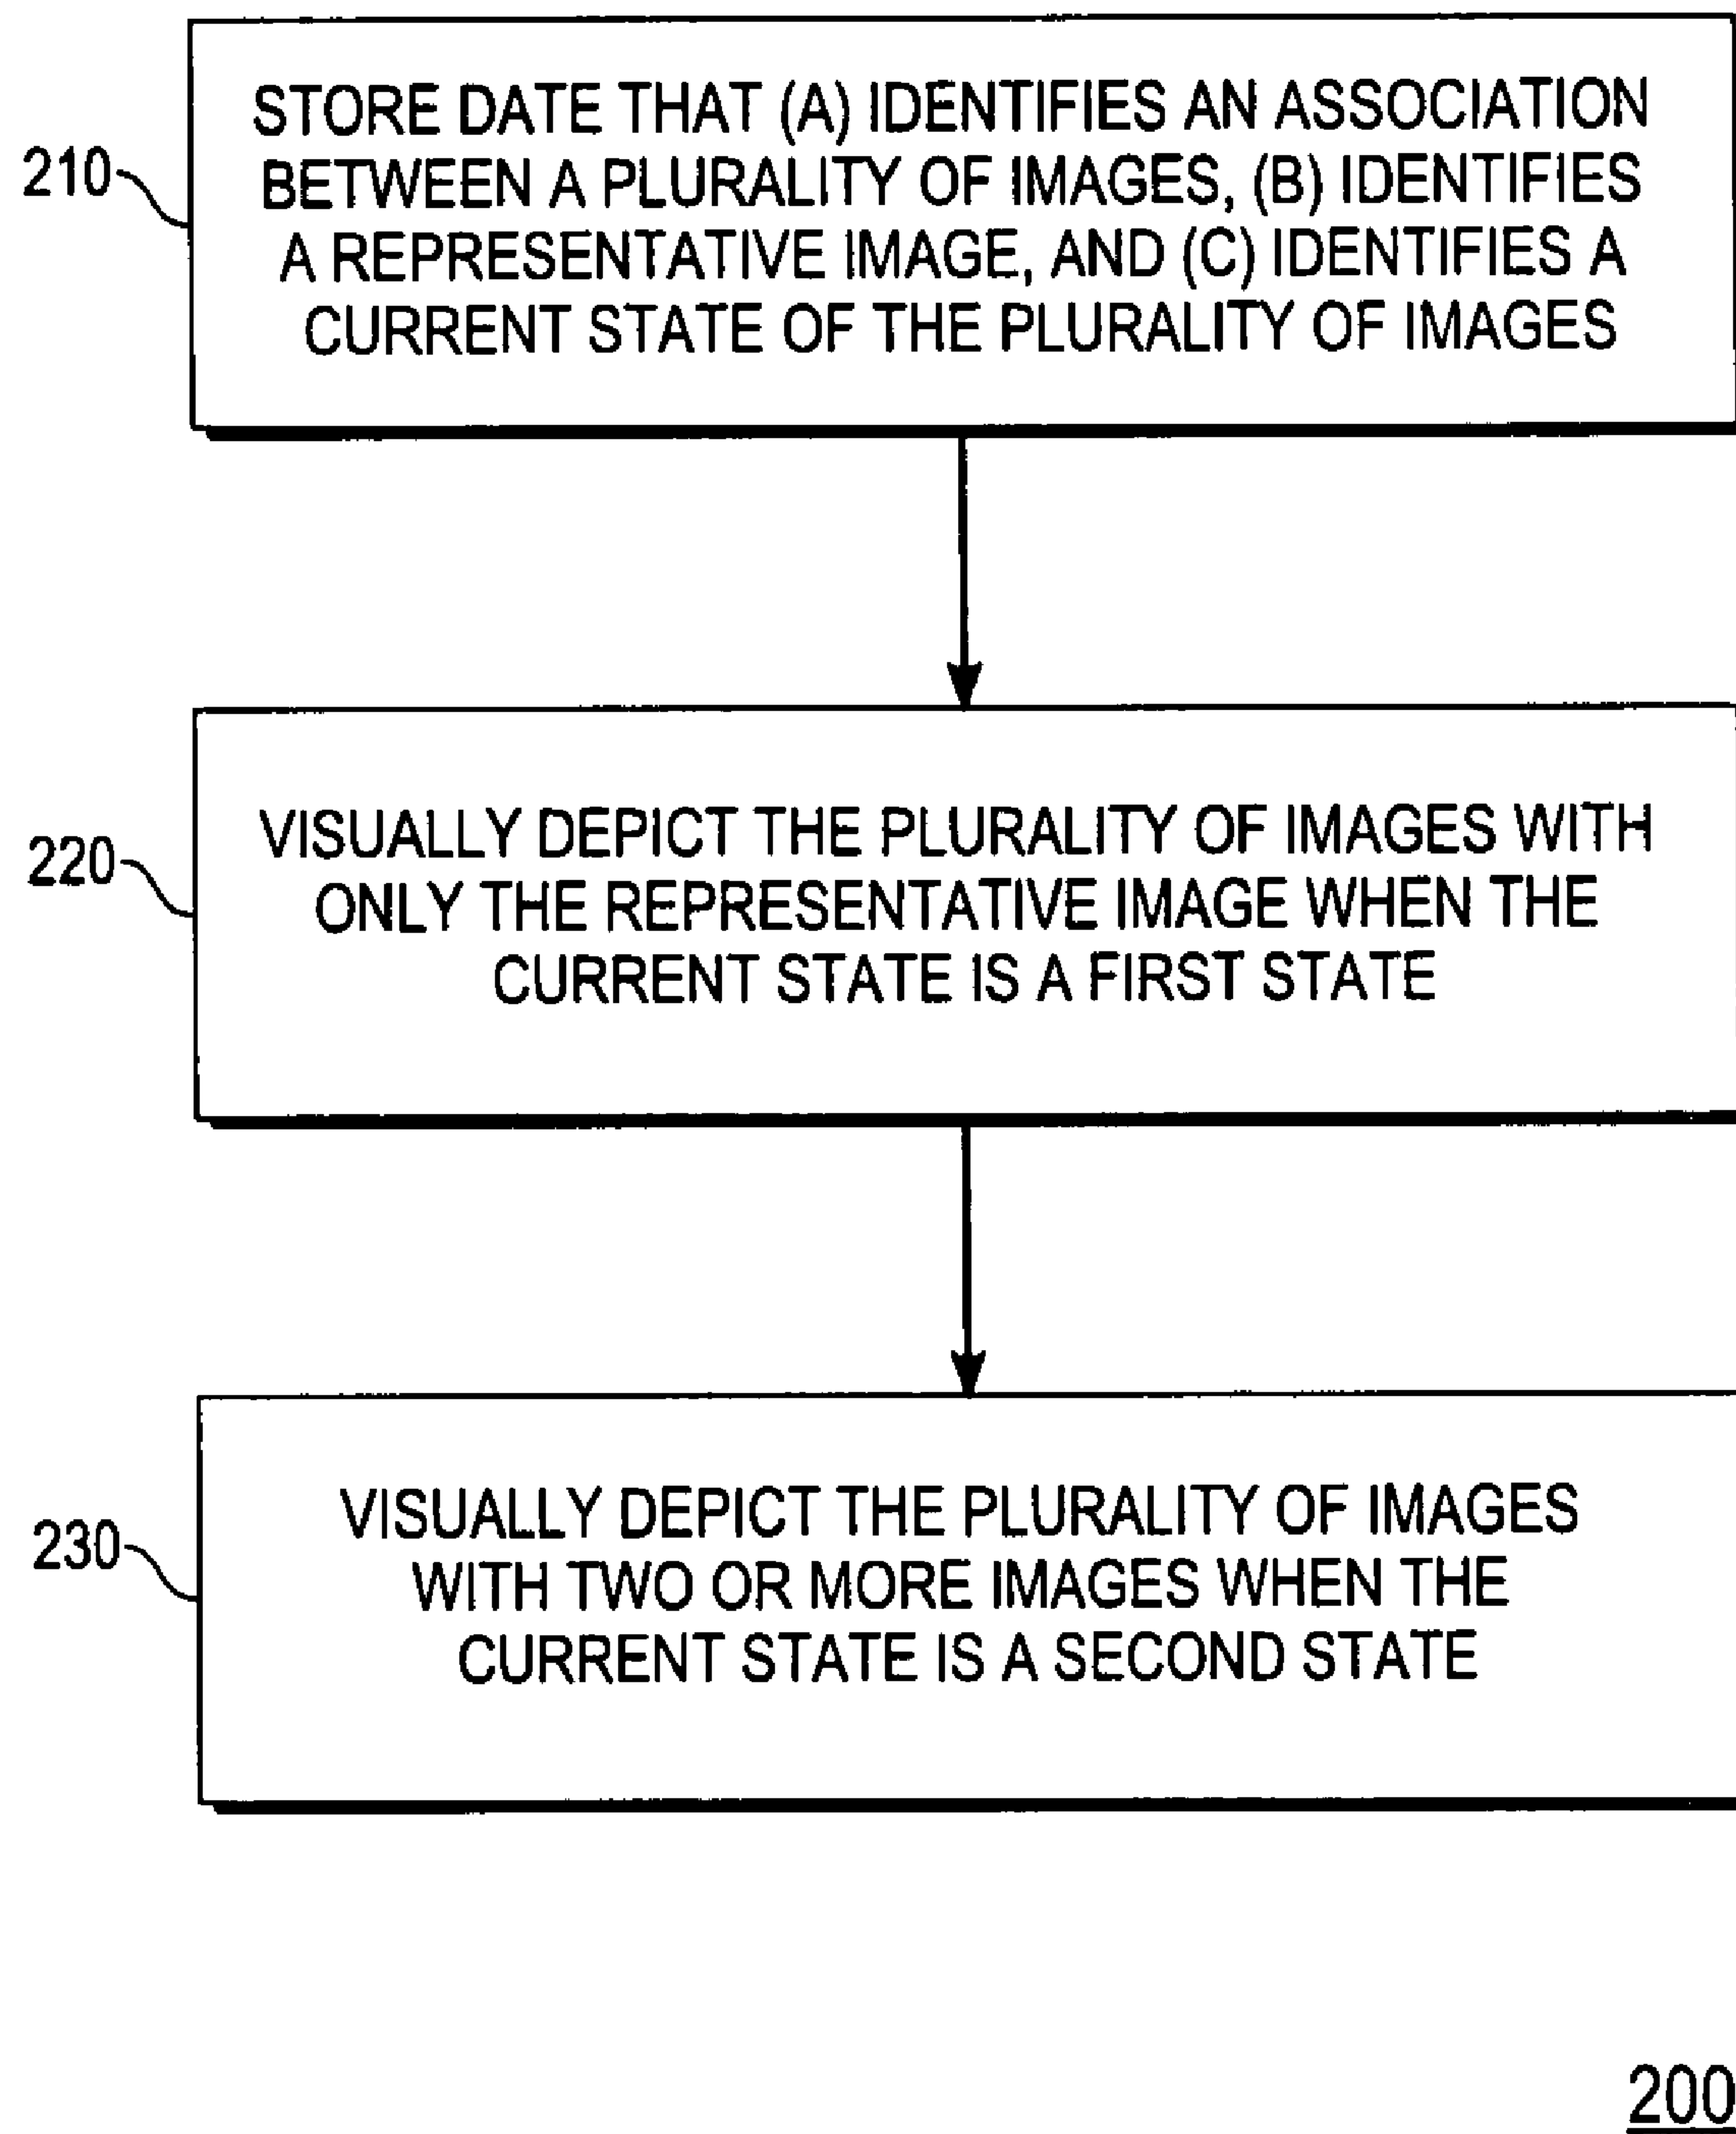 210
STORE DATE THAT (A) IDENTIFIES AN ASSOCIATION
BETWEEN A PLURALITY OF IMAGES, (B) IDENTIFIES
A REPRESENTATIVE IMAGE, AND (C) IDENTIFIES A
CURRENT STATE OF THE PLURALITY OF IMAGES
220
VISUALLY DEPICT THE PLURALITY OF IMAGES WITH
ONLY THE REPRESENTATIVE IMAGE WHEN THE
CURRENT STATE IS A FIRST STATE
230
VISUALLY DEPICT THE PLURALITY OF IMAGES
WITH TWO OR MORE IMAGES WHEN THE
CURRENT STATE IS A SECOND STATE
200